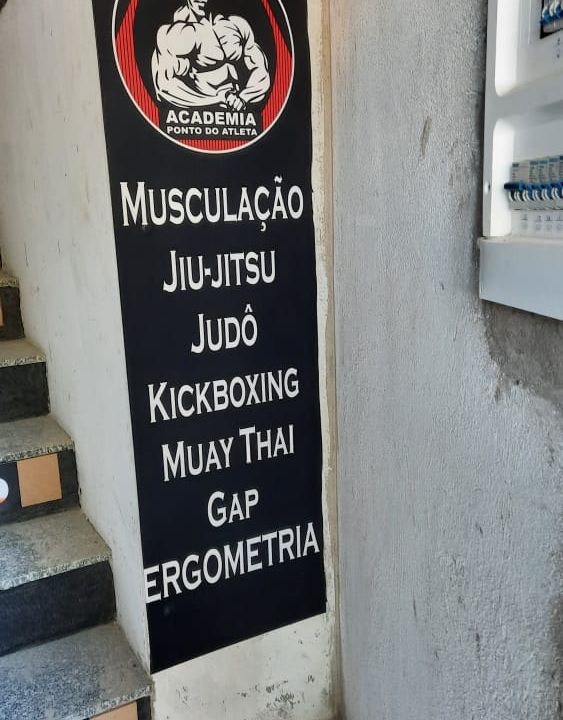 ACADEMIA
PONTO DO ATLETA
MUSCULAÇÃO
JIU-JITSU
JUDÔ
KICKBOXING
MUAY THAI
GAP
ERGOMETRIA